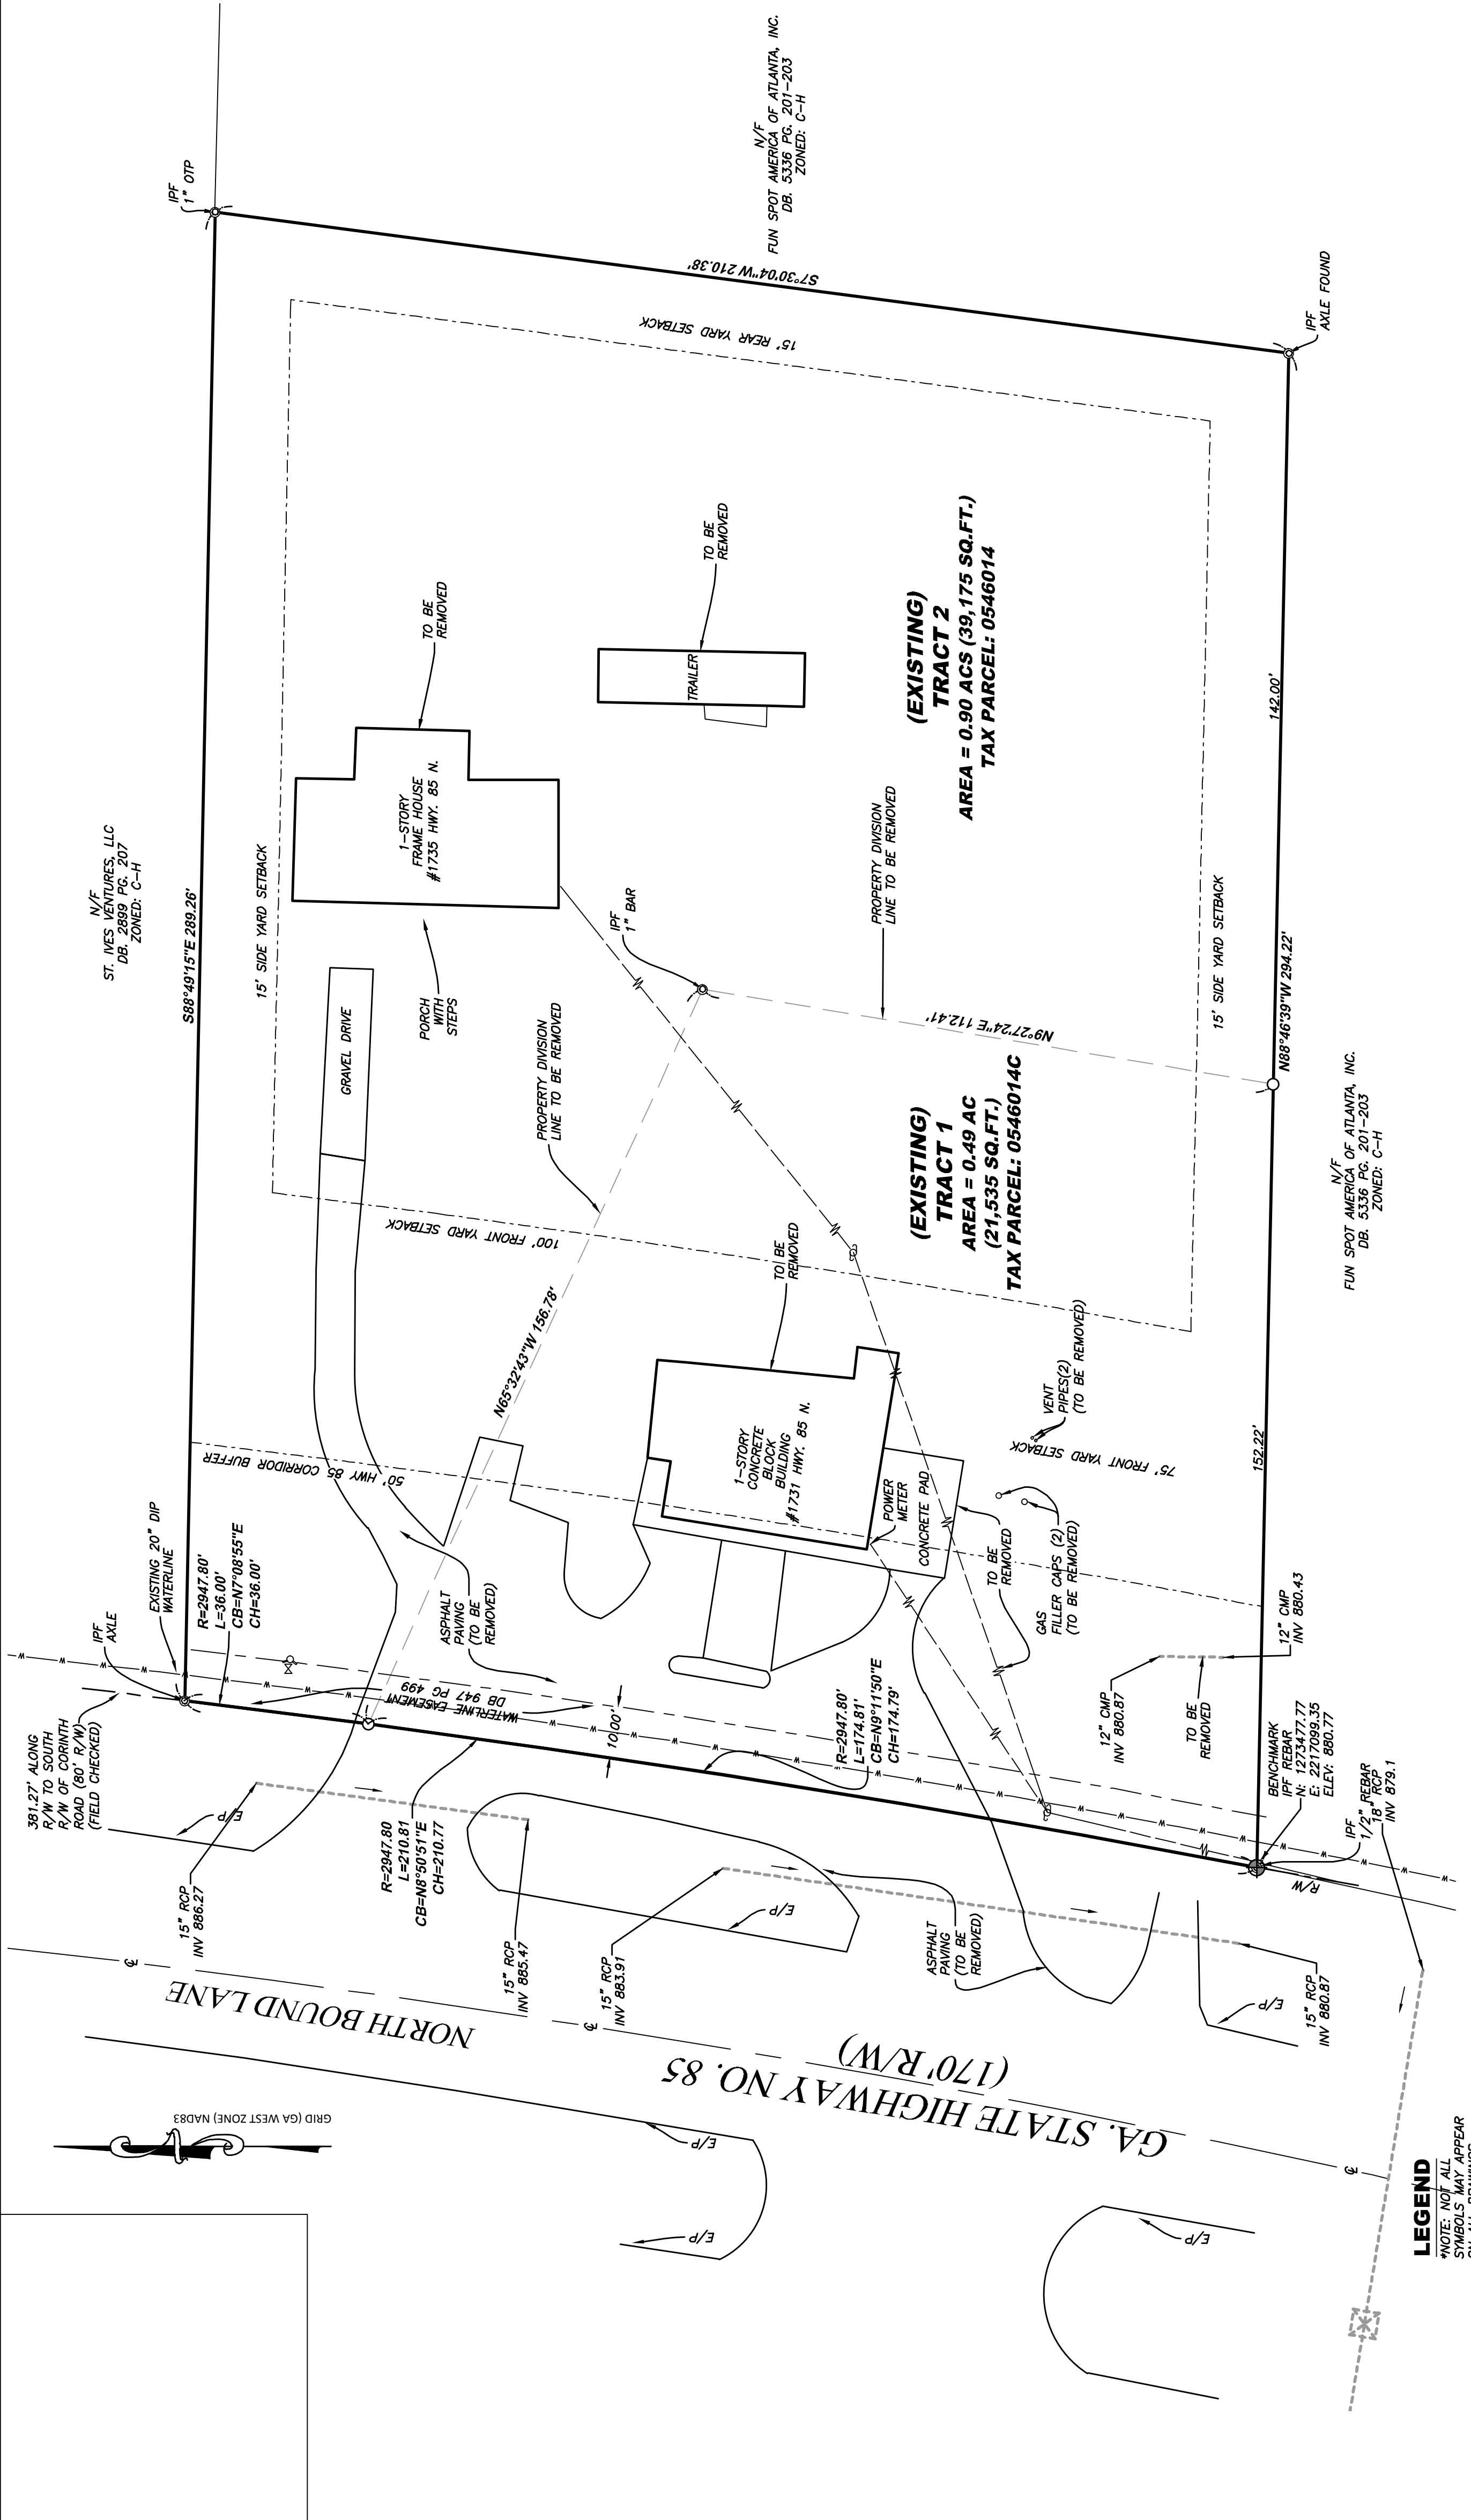 N/F
FUN SPOT AMERICA OF ATLANTA, INC.
DB. 5336 PG. 201-203
ZONED: C-H
IPF
1" OTP
S7°30'04"W 210.38'
IPF
AXLE FOUND
15' REAR YARD SETBACK
N/F
ST. IVES VENTURES, LLC
DB. 2899 PG. 207
ZONED: C-H
S88°49'15"E 289.26'
15' SIDE YARD SETBACK
TO BE
REMOVED
1-STORY
FRAME HOUSE
#1735 HWY. 85 N.
TO BE
REMOVED
TRAILER
(EXISTING)
TRACT 2
AREA = 0.90 ACS (39,175 SQ.FT.)
TAX PARCEL: 0546014
142.00'
PORCH
WITH
STEPS
GRAVEL DRIVE
IPF
1" BAR
PROPERTY DIVISION
LINE TO BE REMOVED
PROPERTY DIVISION
LINE TO BE REMOVED
N9°27'24"E 112.41'
15' SIDE YARD SETBACK
N88°46'39"W 294.22'
N/F
FUN SPOT AMERICA OF ATLANTA, INC.
DB. 5336 PG. 201-203
ZONED: C-H
(EXISTING)
TRACT 1
AREA = 0.49 AC
(21,535 SQ.FT.)
TAX PARCEL: 0546014C
100' FRONT YARD SETBACK
N65°32'43"W 156.78'
TO BE
REMOVED
1-STORY
CONCRETE
BLOCK
BUILDING
#1731 HWY. 85 N.
VENT
PIPES(2)
(TO BE REMOVED)
75' FRONT YARD SETBACK
152.22'
50' HWY 85 CORRIDOR BUFFER
POWER
METER
CONCRETE PAD
TO BE
REMOVED
GAS
FILLER CAPS (2)
(TO BE REMOVED)
EXISTING 20" DIP
WATERLINE
R=2947.80'
L=36.00'
CB=N7°08'55"E
CH=36.00'
IPF
AXLE
ASPHALT
PAVING
(TO BE
REMOVED)
WATERLINE EASEMENT
DB 947 PG 499
10.00'
R=2947.80'
L=174.81'
CB=N9°11'50"E
CH=174.79'
12" CMP
INV 880.43
12" CMP
INV 880.87
TO BE
REMOVED
BENCHMARK
IPF REBAR
N: 1273477.77
E: 2217099.35
ELEV: 880.77
IPF
1/2" REBAR
18" RCP
INV 879.1
R/W
381.27' ALONG
R/W TO SOUTH
R/W OF CORINTH
ROAD (80' R/W)
(FIELD CHECKED)
E/P
R=2947.80
L=210.81
CB=N8°50'51"E
CH=210.77
15" RCP
INV 886.27
15" RCP
INV 885.47
15" RCP
INV 883.91
E/P
ASPHALT
PAVING
(TO BE
REMOVED)
15" RCP
INV 880.87
E/P
NORTH BOUND LANE
GA. STATE HIGHWAY NO. 85
(170' R/W)
GRID (GA WEST ZONE) NAD83
E/P
E/P
E/P
LEGEND
*NOTE: NOT ALL
SYMBOLS MAY APPEAR